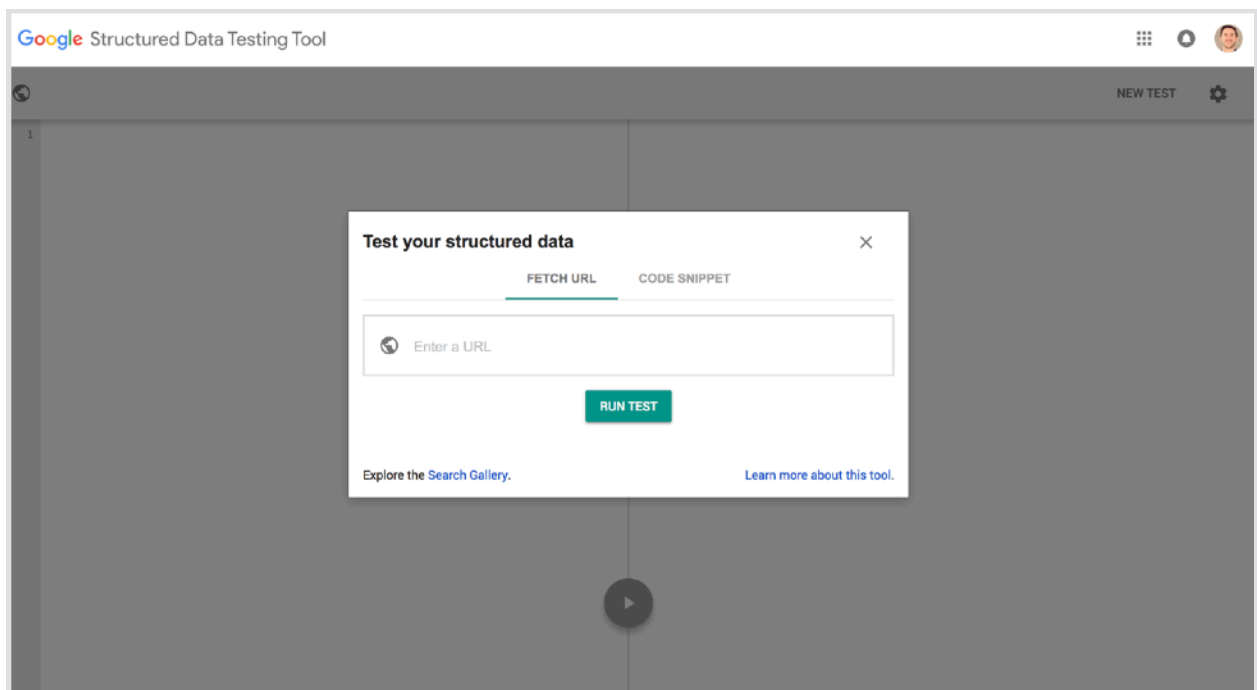 Google Structured Data Testing Tool
NEW TEST
1
Test your structured data
FETCH URL CODE SNIPPET
Enter a URL
RUN TEST
Explore the Search Gallery. Learn more about this tool.